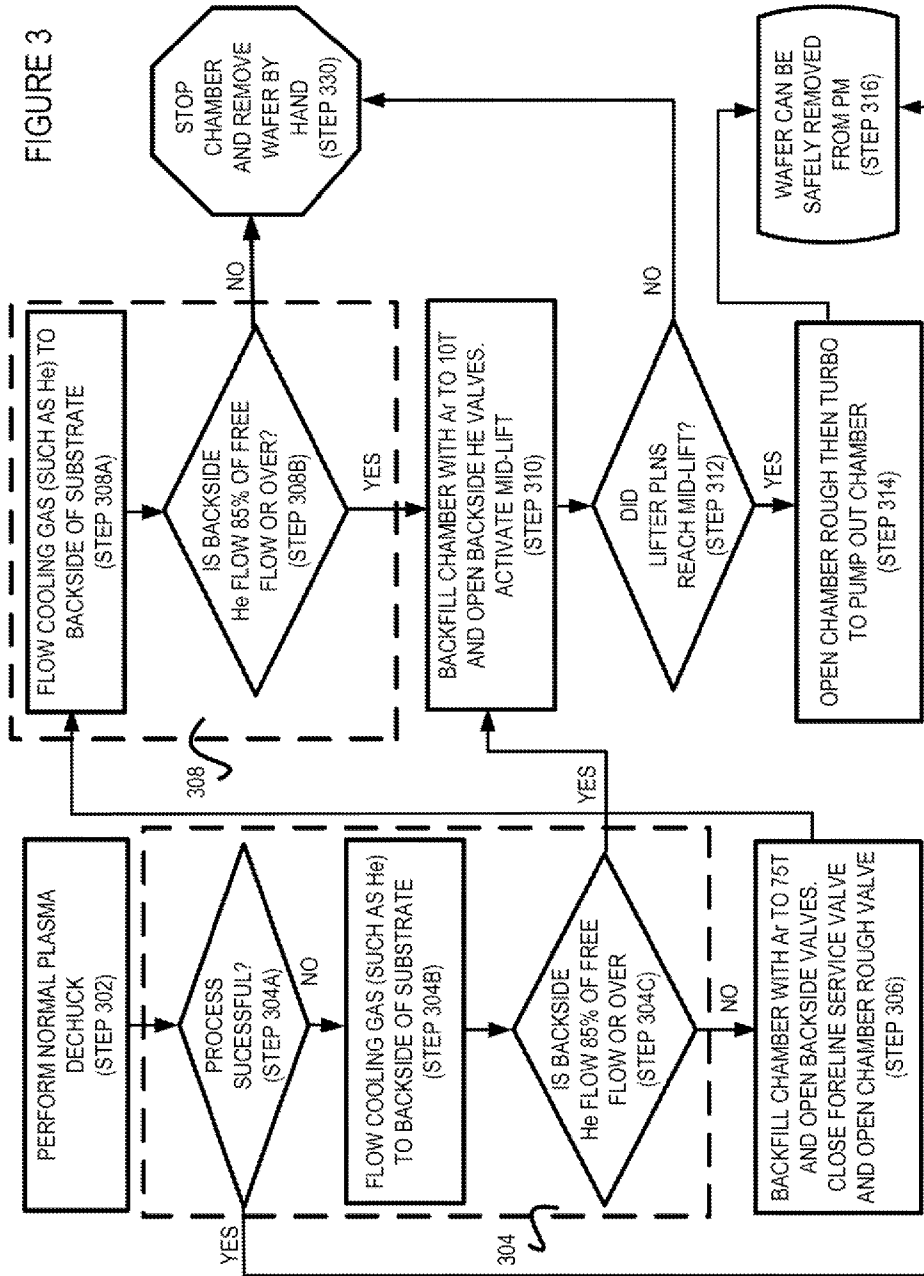 FIGURE 3
PERFORM NORMAL PLASMA
DECHUCK
(STEP 302)
PROCESS
SUCESSFUL?
(STEP 304A)
YES
NO
FLOW COOLING GAS (SUCH AS He)
TO BACKSIDE OF SUBSTRATE
(STEP 304B)
IS BACKSIDE
He FLOW 85% OF FREE
FLOW OR OVER
(STEP 304C)
YES
NO
304
BACKFILL CHAMBER WITH Ar TO 75T
AND OPEN BACKSIDE VALVES.
CLOSE FORELINE SERVICE VALVE
AND OPEN CHAMBER ROUGH VALVE
(STEP 306)
308
FLOW COOLING GAS (SUCH AS He) TO
BACKSIDE OF SUBSTRATE
(STEP 308A)
IS BACKSIDE
He FLOW 85% OF FREE
FLOW OR OVER?
(STEP 308B)
NO
YES
BACKFILL CHAMBER WITH Ar TO 10T
AND OPEN BACKSIDE HE VALVES.
ACTIVATE MID-LIFT
(STEP 310)
DID
LIFTER PLNS
REACH MID-LIFT?
(STEP 312)
NO
YES
OPEN CHAMBER ROUGH THEN TURBO
TO PUMP OUT CHAMBER
(STEP 314)
STOP
CHAMBER
AND REMOVE
WAFER BY
HAND
(STEP 330)
WAFER CAN BE
SAFELY REMOVED
FROM PM
(STEP 316)